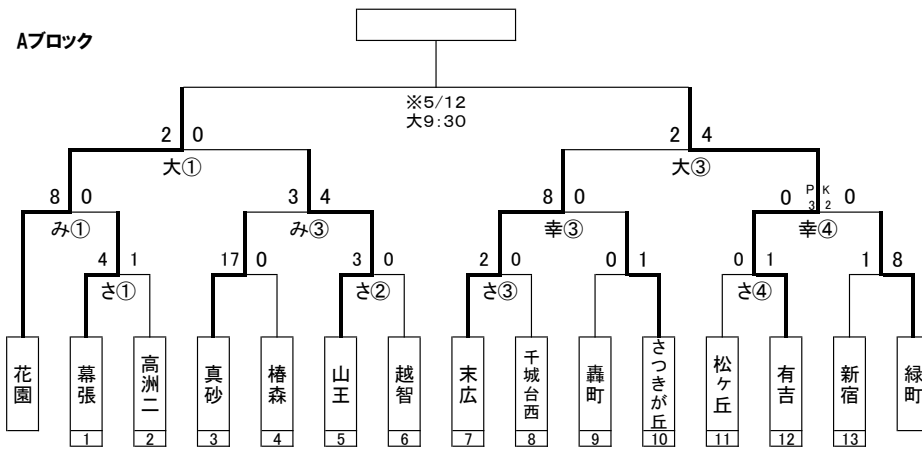 Aブロック
※5/12
大9:30
2 0
2 4
大①
大③
8 0
3 4
8 0
0 PK 0
3 2
み①
み③
幸③
幸④
4 1
17 0
3 0
2 0
0 1
0 1
1 8
さ①
さ②
さ③
さ④
花園
幕張
高洲二
真砂
椿森
山王
越智
末広
千城台西
轟町
さつきが丘
松ヶ丘
有吉
新宿
緑町
1
2
3
4
5
6
7
8
9
10
11
12
13